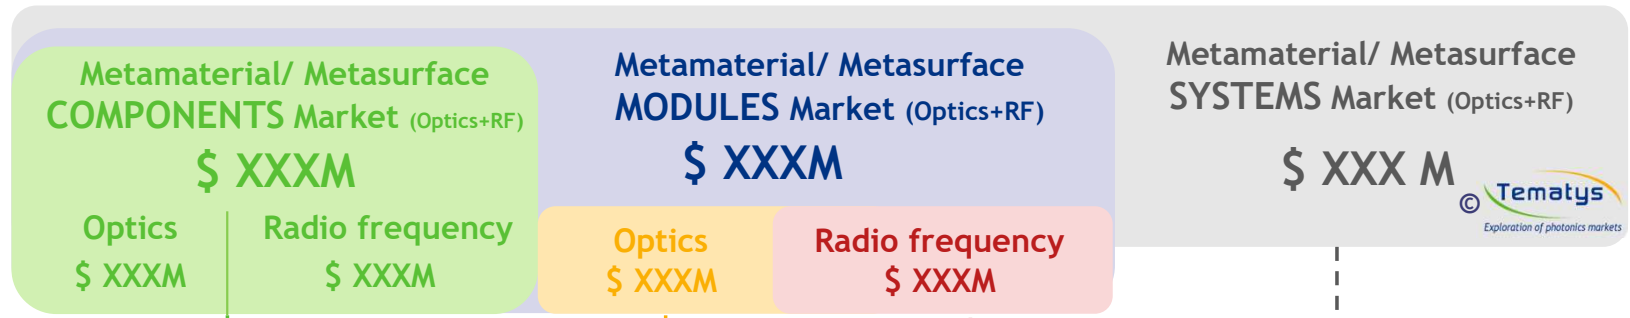 Metamaterial/ Metasurface
COMPONENTS Market (Optics+RF)
$ XXXM
Optics
$ XXXM
Radio frequency
$ XXXM
Metamaterial/ Metasurface
MODULES Market (Optics+RF)
$ XXXM
Optics
$ XXXM
Radio frequency
$ XXXM
Metamaterial/ Metasurface
SYSTEMS Market (Optics+RF)
$ XXX M
© Tematys
Exploration of photonics markets